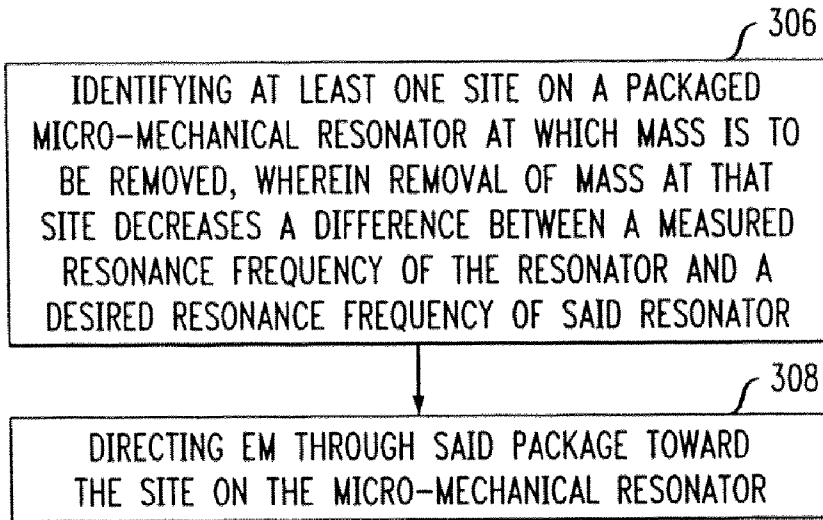 306
IDENTIFYING AT LEAST ONE SITE ON A PACKAGED
MICRO-MECHANICAL RESONATOR AT WHICH MASS IS TO
BE REMOVED, WHEREIN REMOVAL OF MASS AT THAT
SITE DECREASES A DIFFERENCE BETWEEN A MEASURED
RESONANCE FREQUENCY OF THE RESONATOR AND A
DESIRED RESONANCE FREQUENCY OF SAID RESONATOR
308
DIRECTING EM THROUGH SAID PACKAGE TOWARD
THE SITE ON THE MICRO-MECHANICAL RESONATOR